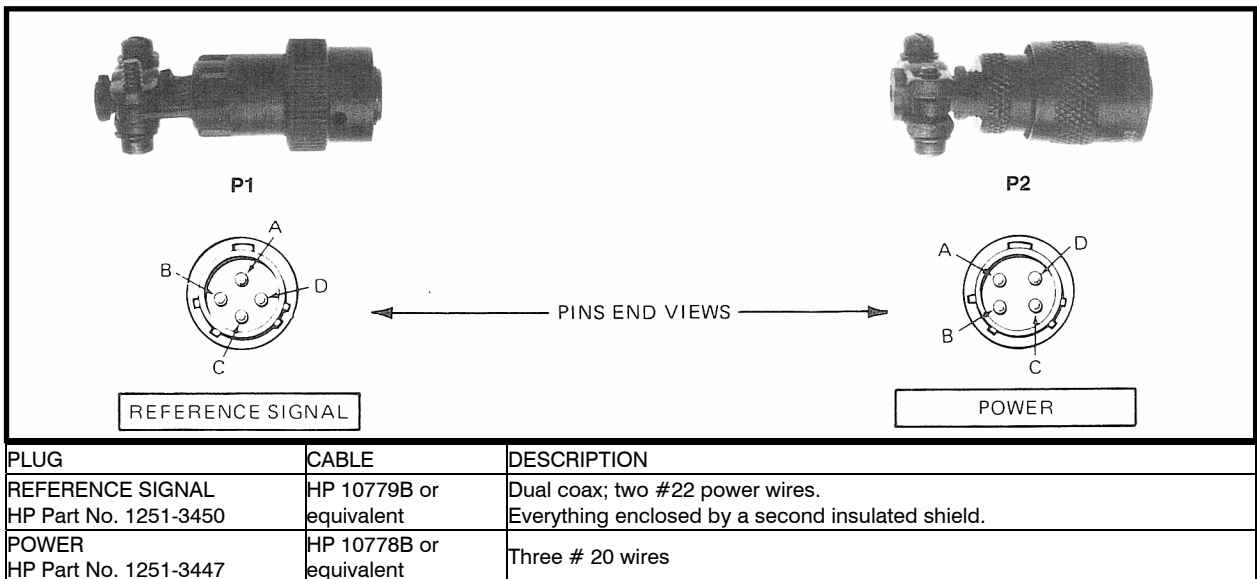 P1
P2
A
B
D
C
A
D
B
C
PINS END VIEWS
REFERENCE SIGNAL
POWER
PLUG CABLE DESCRIPTION
REFERENCE SIGNAL
HP Part No. 1251-3450
HP 10779B or
equivalent
Dual coax; two #22 power wires.
Everything enclosed by a second insulated shield.
POWER
HP Part No. 1251-3447
HP 10778B or
equivalent
Three # 20 wires